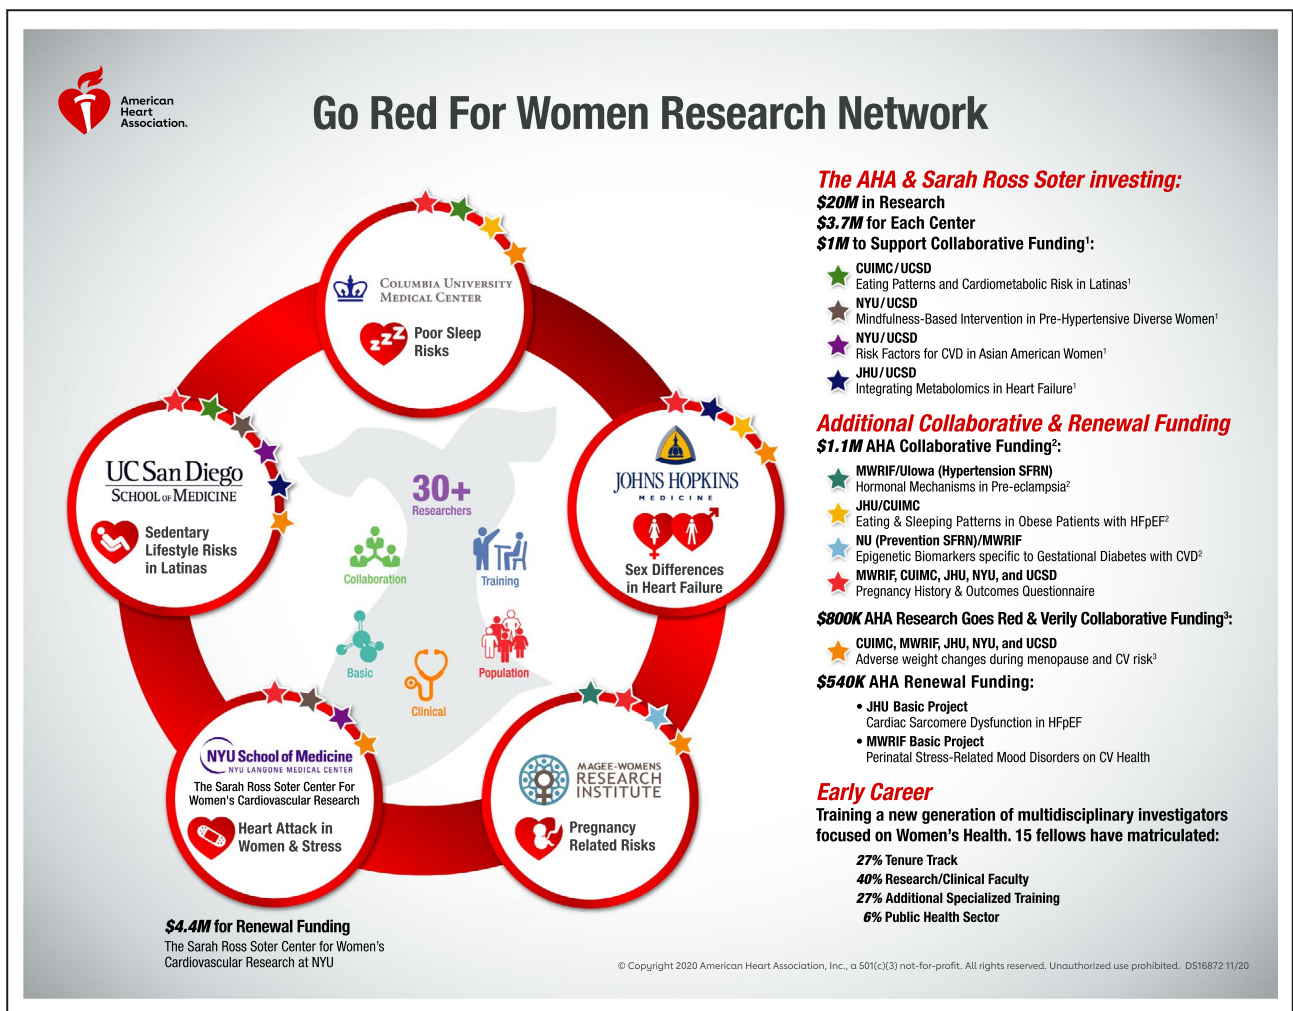 American
Heart
Association.
Go Red For Women Research Network
COLUMBIA UNIVERSITY
MEDICAL CENTER
zzZ
Poor Sleep
Risks
UC San Diego
SCHOOL OF MEDICINE
Sedentary
Lifestyle Risks
in Latinas
JOHNS HOPKINS
MEDICINE
Sex Differences
in Heart Failure
30+
Researchers
Collaboration
Training
Basic
Clinical
Population
NYU School of Medicine
NYU LANGONE MEDICAL CENTER
The Sarah Ross Soter Center For
Women's Cardiovascular Research
Heart Attack in
Women & Stress
MAGEE-WOMENS
RESEARCH
INSTITUTE
Pregnancy
Related Risks
$4.4M for Renewal Funding
The Sarah Ross Soter Center for Women's
Cardiovascular Research at NYU
The AHA & Sarah Ross Soter investing:
$20M in Research
$3.7M for Each Center
$1M to Support Collaborative Funding¹:
CUIMC/UCSD
Eating Patterns and Cardiometabolic Risk in Latinas¹
NYU/UCSD
Mindfulness-Based Intervention in Pre-Hypertensive Diverse Women¹
NYU/UCSD
Risk Factors for CVD in Asian American Women¹
JHU/UCSD
Integrating Metabolomics in Heart Failure¹
Additional Collaborative & Renewal Funding
$1.1M AHA Collaborative Funding²:
MWRIF/UIowa (Hypertension SFRN)
Hormonal Mechanisms in Pre-eclampsia²
JHU/CUIMC
Eating & Sleeping Patterns in Obese Patients with HFpEF²
NU (Prevention SFRN)/MWRIF
Epigenetic Biomarkers specific to Gestational Diabetes with CVD²
MWRIF, CUIMC, JHU, NYU, and UCSD
Pregnancy History & Outcomes Questionnaire
$800K AHA Research Goes Red & Verily Collaborative Funding³:
CUIMC, MWRIF, JHU, NYU, and UCSD
Adverse weight changes during menopause and CV risk³
$540K AHA Renewal Funding:
• JHU Basic Project
Cardiac Sarcomere Dysfunction in HFpEF
• MWRIF Basic Project
Perinatal Stress-Related Mood Disorders on CV Health
Early Career
Training a new generation of multidisciplinary investigators
focused on Women's Health. 15 fellows have matriculated:
27% Tenure Track
40% Research/Clinical Faculty
27% Additional Specialized Training
6% Public Health Sector
© Copyright 2020 American Heart Association, Inc., a 501(c)(3) not-for-profit. All rights reserved. Unauthorized use prohibited. DS16872 11/20